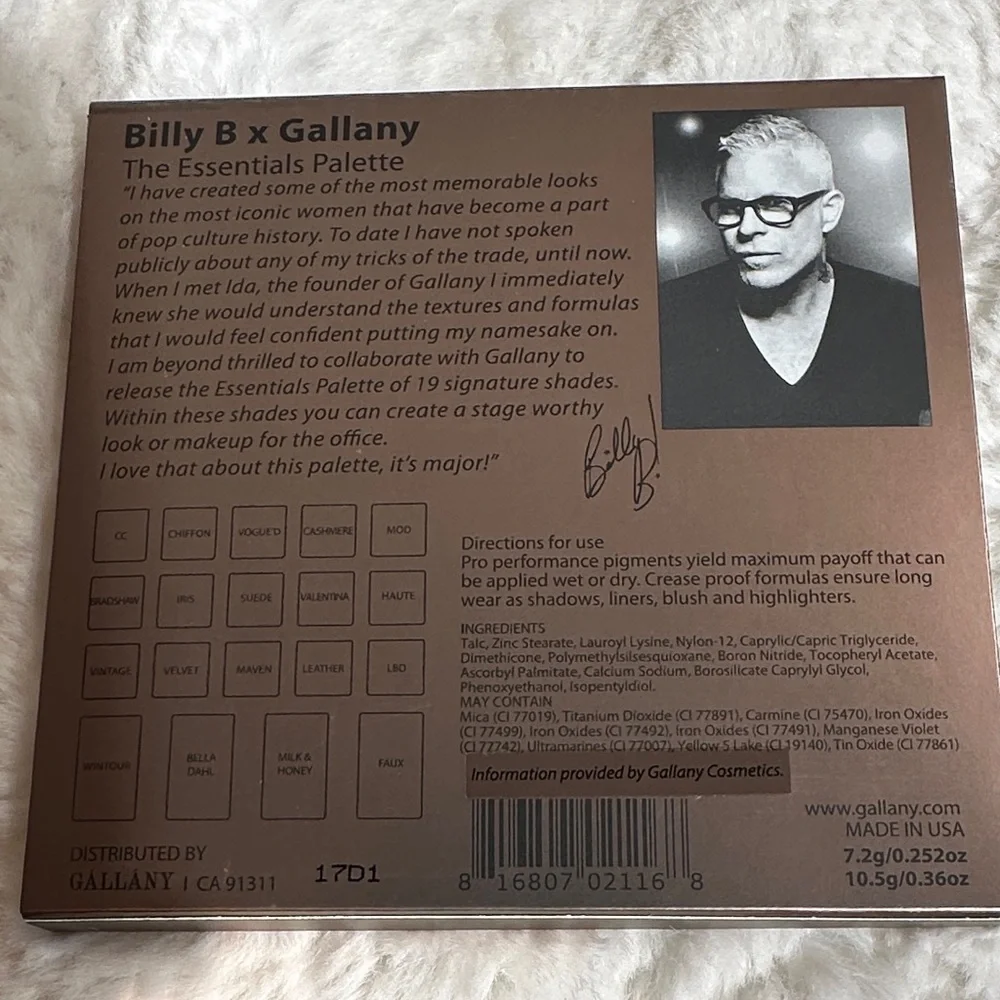 Billy B x Gallany
The Essentials Palette
"I have created some of the most memorable looks
on the most iconic women that have become a part
of pop culture history. To date I have not spoken
publicly about any of my tricks of the trade, until now.
When I met Ida, the founder of Gallany I immediately
knew she would understand the textures and formulas
that I would feel confident putting my namesake on.
I am beyond thrilled to collaborate with Gallany to
release the Essentials Palette of 19 signature shades.
Within these shades you can create a stage worthy
look or makeup for the office.
I love that about this palette, it's major!"
Billy B.!
CC CHIFFON VOGUE'D CASHMERE MOD
BRADSHAW IRIS SUEDE VALENTINA HAUTE
VINTAGE VELVET MAVEN LEATHER LBD
WINTOUR BELLA DAHL MILK & HONEY FAUX
Directions for use
Pro performance pigments yield maximum payoff that can
be applied wet or dry. Crease proof formulas ensure long
wear as shadows, liners, blush and highlighters.
INGREDIENTS
Talc, Zinc Stearate, Lauroyl Lysine, Nylon-12, Caprylic/Capric Triglyceride,
Dimethicone, Polymethylsilsesquioxane, Boron Nitride, Tocopheryl Acetate,
Ascorbyl Palmitate, Calcium Sodium, Borosilicate Caprylyl Glycol,
Phenoxyethanol, Isopentyldiol.
MAY CONTAIN
Mica (CI 77019), Titanium Dioxide (CI 77891), Carmine (CI 75470), Iron Oxides
(CI 77499), Iron Oxides (CI 77492), Iron Oxides (CI 77491), Manganese Violet
(CI 77742), Ultramarines (CI 77007), Yellow 5 Lake (CI 19140), Tin Oxide (CI 77861)
Information provided by Gallany Cosmetics.
www.gallany.com
MADE IN USA
7.2g/0.252oz
10.5g/0.36oz
DISTRIBUTED BY
GALLÁNY | CA 91311
17D1
8 16807 02116 8